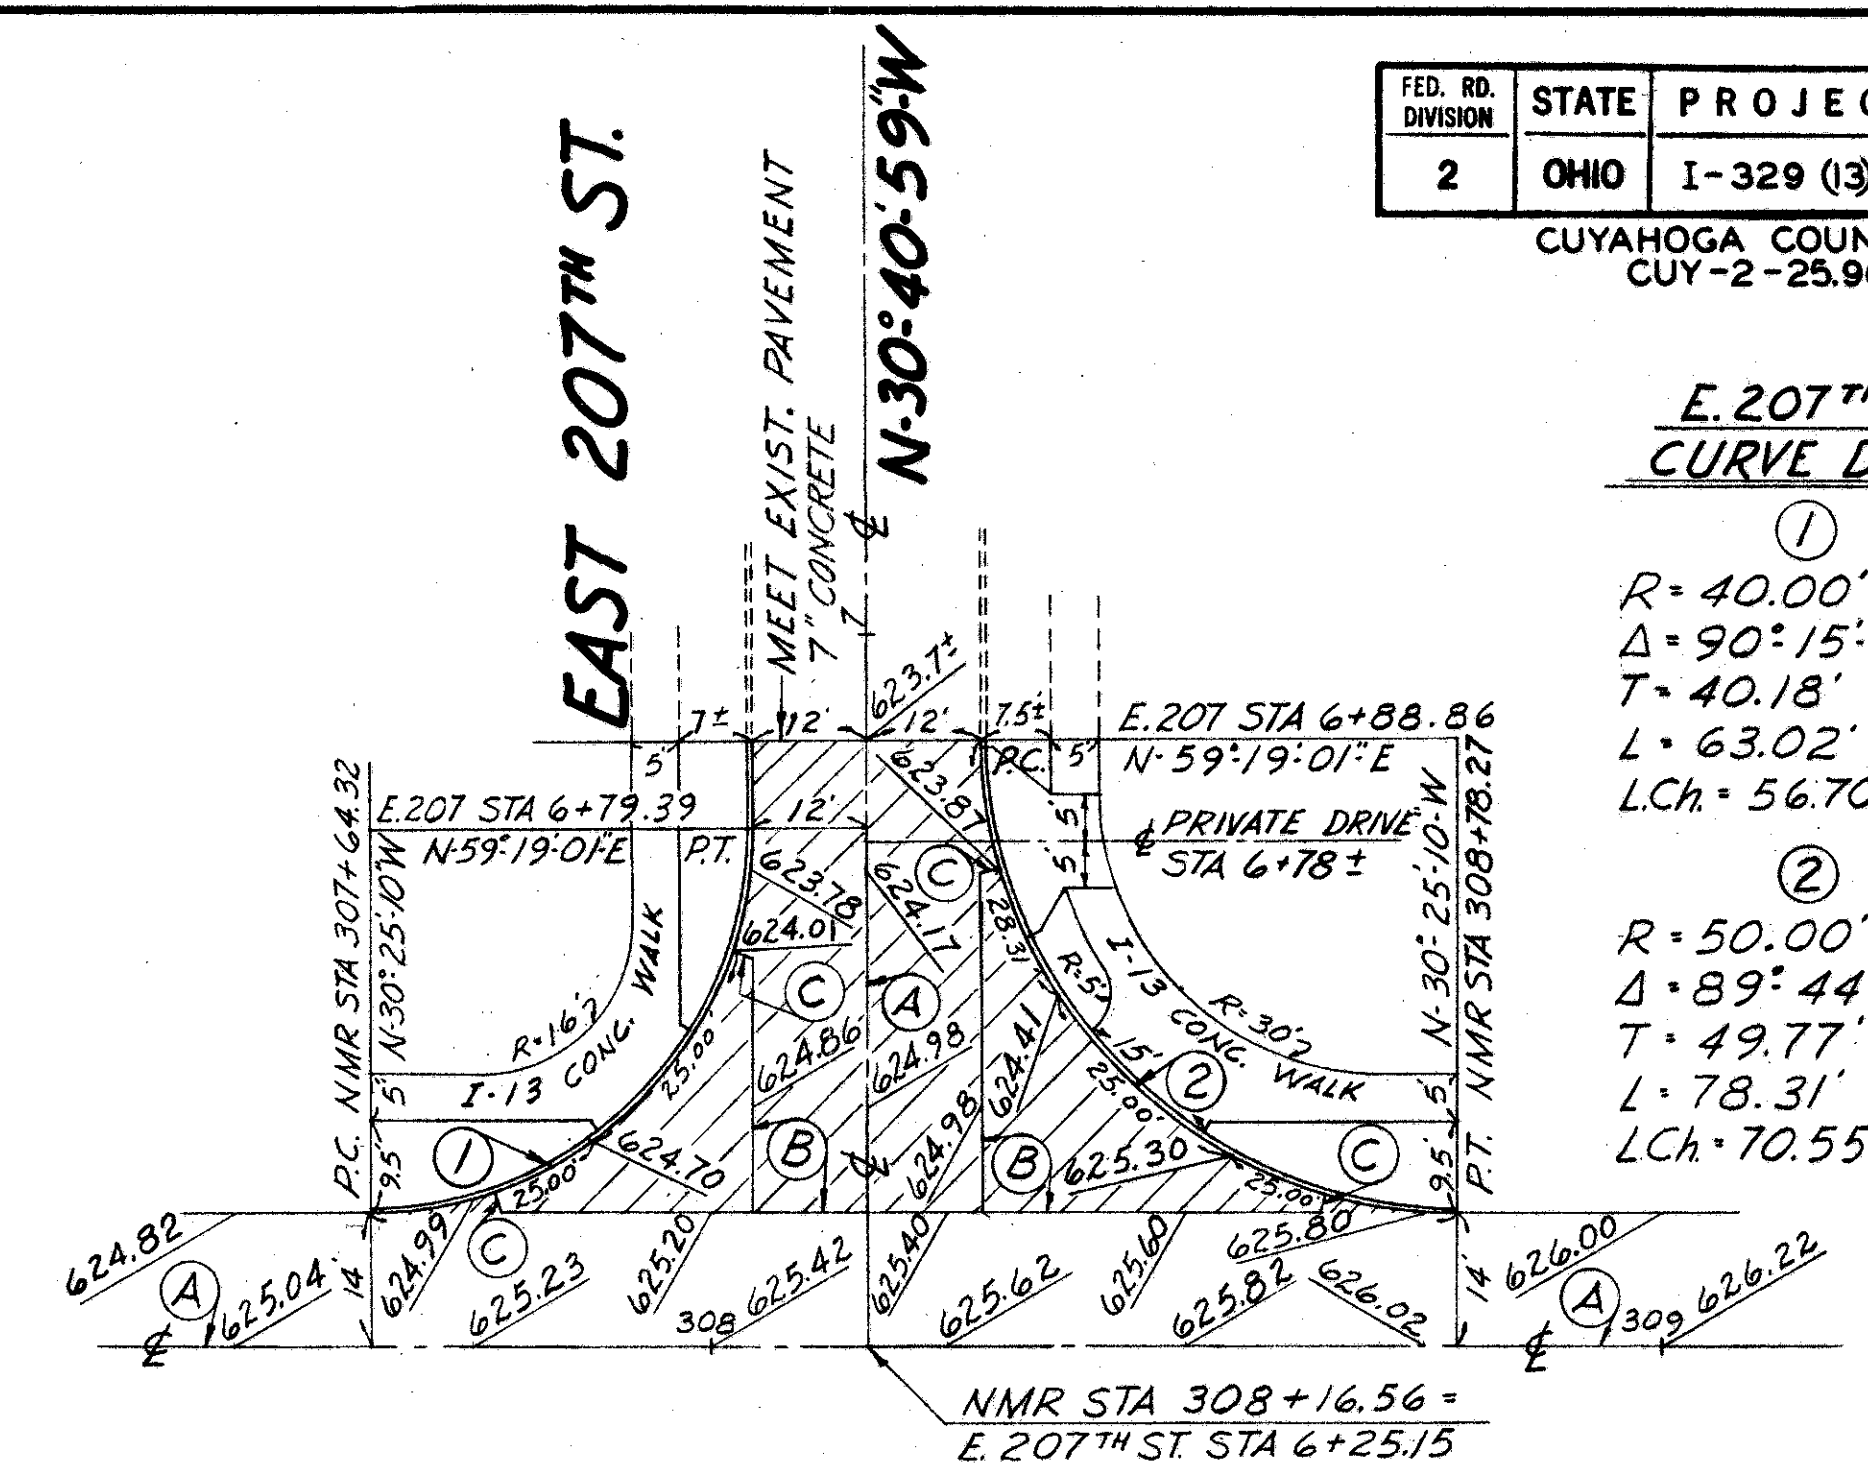 FED. RD. DIVISION
STATE
PROJEC
2
OHIO
I-329 (13)
CUYAHOGA COUN
CUY-2-25.9
EAST 207TH ST.
MEET EXIST. PAVEMENT
7" CONCRETE
N-30°-40'-59"-W
℄
7
E. 207TH
CURVE D
1
R = 40.00'
Δ = 90°-15'-
T = 40.18'
L = 63.02'
L.Ch. = 56.70
2
R = 50.00'
Δ = 89°-44
T = 49.77'
L = 78.31'
L.Ch. = 70.55
623.7±
7±
12'
12'
7.5±
E. 207 STA 6+88.86
5'
P.C.
5'
N-59°-19'-01"-E
623.87
E. 207 STA 6+79.39
12'
N-59°-19'-01"-E
P.T.
5'
5'
℄ PRIVATE DRIVE
STA 6+78±
P.C. NMR STA 307+64.32
N-30°-25'-10"W
N-30°-25'-10-W
P.T. NMR STA 308+78.27
623.78
624.01
624.17
C
28.31
C
A
R=16'
I-13 CONC. WALK
25.00'
624.86
624.98
624.41
R=5'
I-13 CONC. WALK
R=30'
15'
2
25.00'
5'
5'
9.5'
9.5'
1
25.00'
624.70
B
℄
624.98
B
625.30
C
25.00'
624.82
A
625.04
14'
624.99
C
625.23
625.20
308
625.42
625.40
625.62
625.60
625.80
625.82
626.02
14'
626.00
A
309
626.22
℄
℄
NMR STA 308+16.56 =
E. 207TH ST. STA 6+25.15